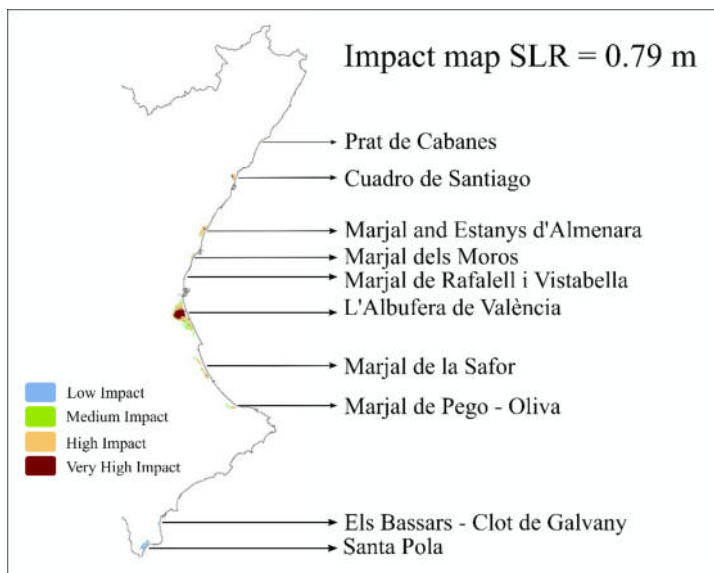 Impact map SLR = 0.79 m
Prat de Cabanes
Cuadro de Santiago
Marjal and Estanys d'Almenara
Marjal dels Moros
Marjal de Rafalell i Vistabella
L'Albufera de València
Marjal de la Safor
Marjal de Pego - Oliva
Low Impact
Medium Impact
High Impact
Very High Impact
Els Bassars - Clot de Galvany
Santa Pola